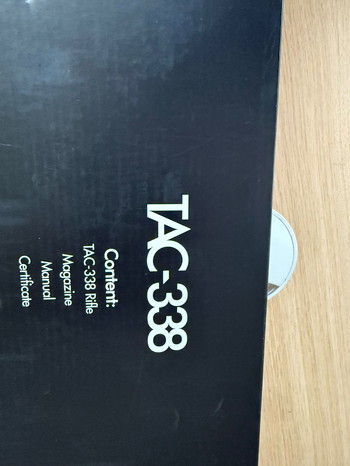 TAC-338
Content:
TAC-338 Rifle
Magazine
Manual
Certificate